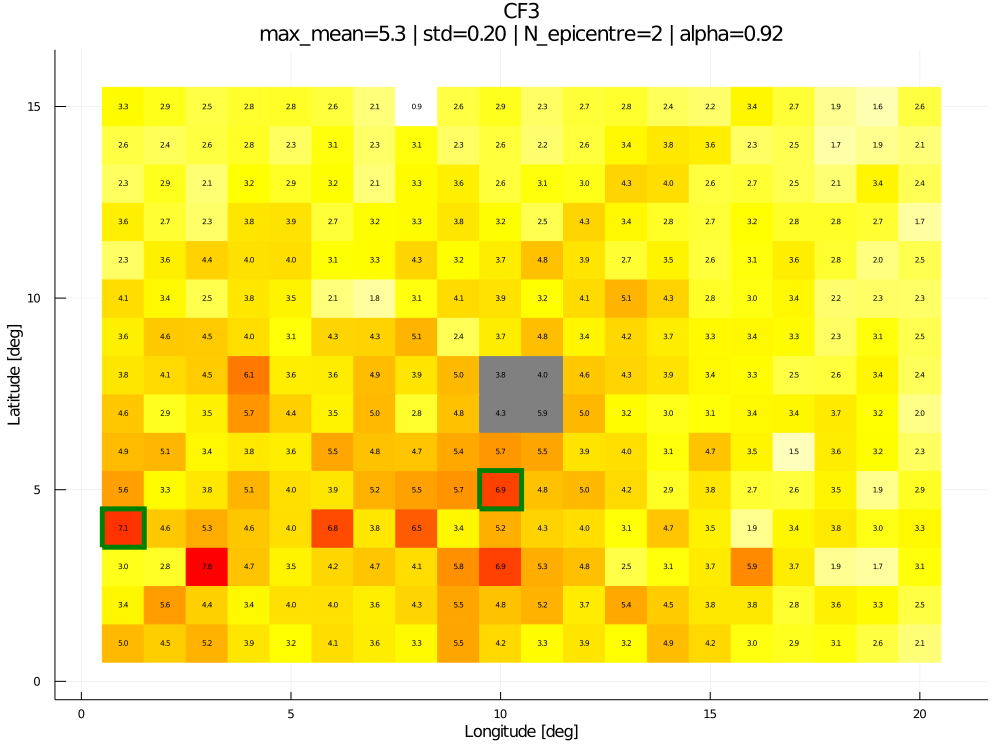 CF3
max_mean=5.3 | std=0.20 | N_epicentre=2 | alpha=0.92
15 3.3 2.9 2.5 2.8 2.8 2.6 2.1 0.9 2.6 2.9 2.3 2.7 2.8 2.4 2.2 3.4 2.7 1.9 1.6 2.6
2.6 2.4 2.6 2.8 2.3 3.1 2.3 3.1 2.3 2.6 2.2 2.6 3.4 3.8 3.6 2.3 2.5 1.7 1.9 2.1
2.3 2.9 2.1 3.2 2.9 3.2 2.1 3.3 3.6 2.6 3.1 3.0 4.3 4.0 2.6 2.7 2.5 2.1 3.4 2.4
3.6 2.7 2.3 3.8 3.9 2.7 3.2 3.3 3.8 3.2 2.5 4.3 3.4 2.8 2.7 3.2 2.8 2.8 2.7 1.7
2.3 3.6 4.4 4.0 4.0 3.1 3.3 4.3 3.2 3.7 4.8 3.9 2.7 3.5 2.6 3.1 3.6 2.8 2.0 2.5
10 4.1 3.4 2.5 3.8 3.5 2.1 1.8 3.1 4.1 3.9 3.2 4.1 5.1 4.3 2.8 3.0 3.4 2.2 2.3 2.3
3.6 4.6 4.5 4.0 3.1 4.3 4.3 5.1 2.4 3.7 4.8 3.4 4.2 3.7 3.3 3.4 3.3 2.3 3.1 2.5
3.8 4.1 4.5 6.1 3.6 3.6 4.9 3.9 5.0 3.8 4.0 4.6 4.3 3.9 3.4 3.3 2.5 2.6 3.4 2.4
4.6 2.9 3.5 5.7 4.4 3.5 5.0 2.8 4.8 4.3 5.9 5.0 3.2 3.0 3.1 3.4 3.4 3.7 3.2 2.0
4.9 5.1 3.4 3.8 3.6 5.5 4.8 4.7 5.4 5.7 5.5 3.9 4.0 3.1 4.7 3.5 1.5 3.6 3.2 2.3
5 5.6 3.3 3.8 5.1 4.0 3.9 5.2 5.5 5.7 6.9 4.8 5.0 4.2 2.9 3.8 2.7 2.6 3.5 1.9 2.9
7.1 4.6 5.3 4.6 4.0 6.8 3.8 6.5 3.4 5.2 4.3 4.0 3.1 4.7 3.5 1.9 3.4 3.8 3.0 3.3
3.0 2.8 7.8 4.7 3.5 4.2 4.7 4.1 5.8 6.9 5.3 4.8 2.5 3.1 3.7 5.9 3.7 1.9 1.7 3.1
3.4 5.6 4.4 3.4 4.0 4.0 3.6 4.3 5.5 4.8 5.2 3.7 5.4 4.5 3.8 3.8 2.8 3.6 3.3 2.5
5.0 4.5 5.2 3.9 3.2 4.1 3.6 3.3 5.5 4.2 3.3 3.9 3.2 4.9 4.2 3.0 2.9 3.1 2.6 2.1
0
0 5 10 15 20
Longitude [deg]
Latitude [deg]